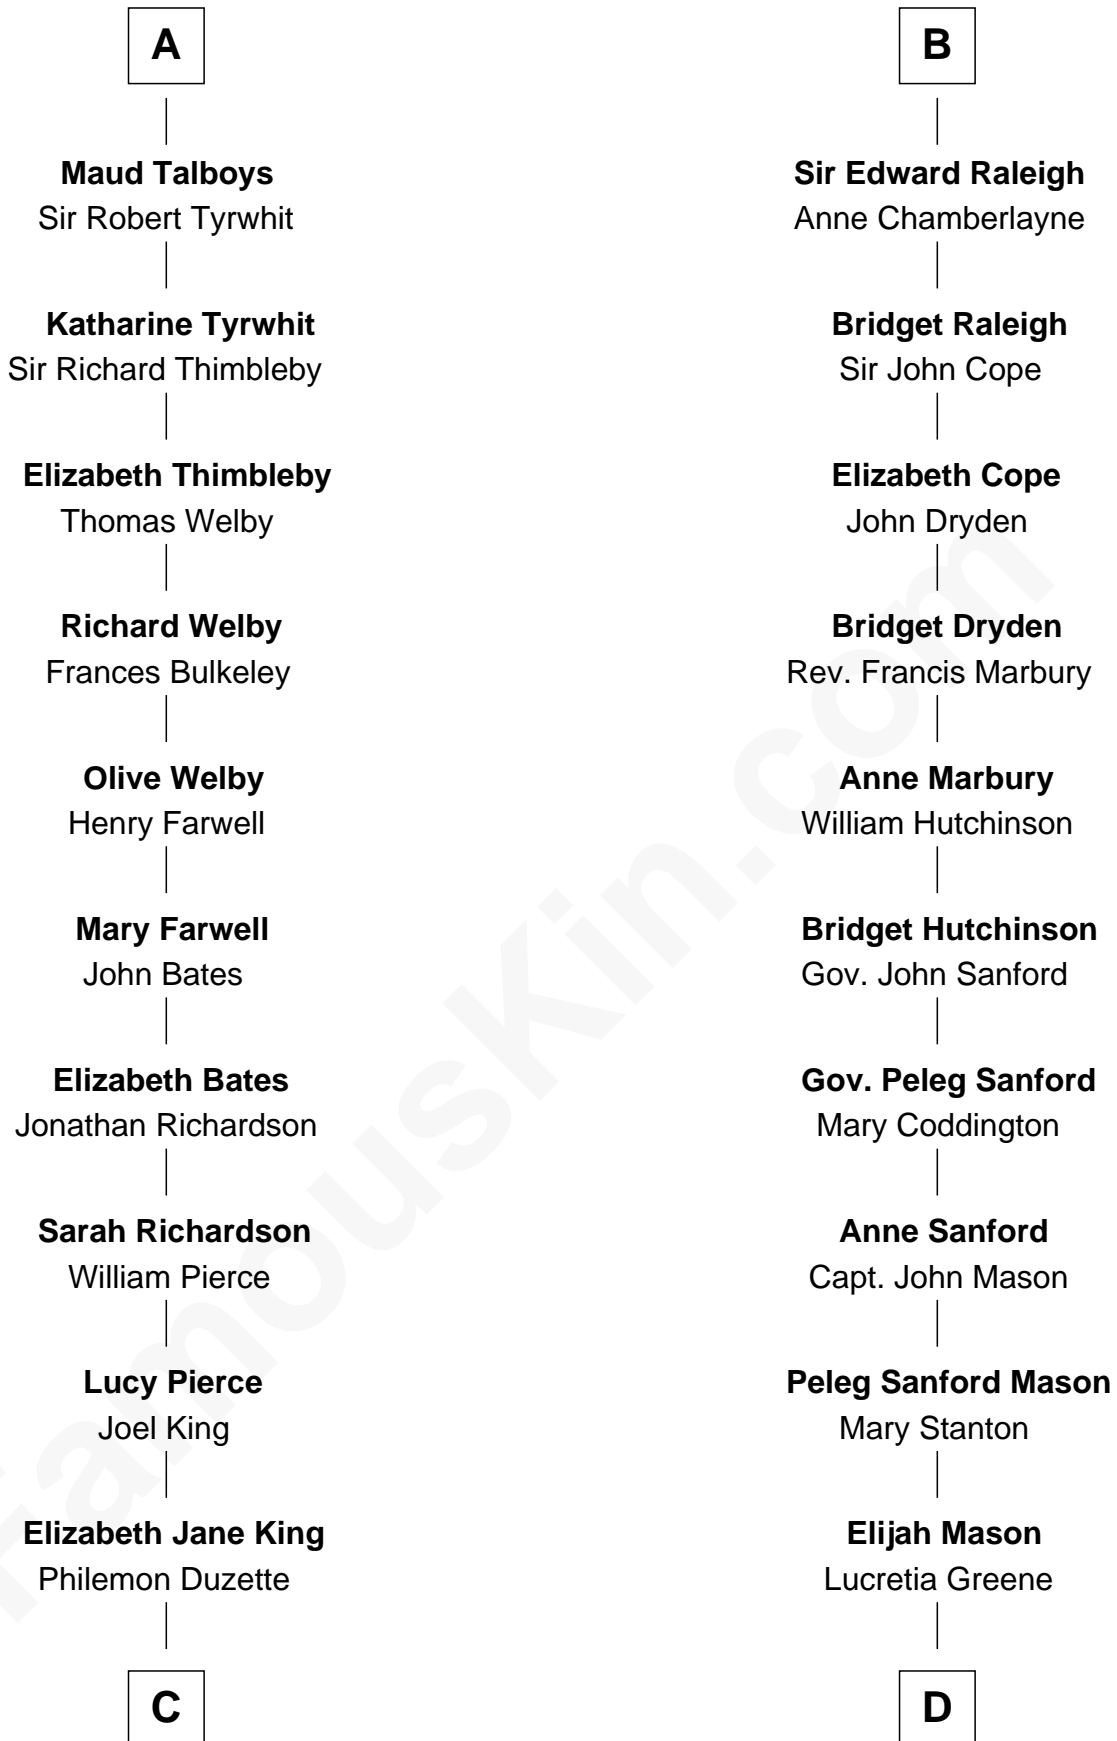 A
Maud Talboys
Sir Robert Tyrwhit
Katharine Tyrwhit
Sir Richard Thimbleby
Elizabeth Thimbleby
Thomas Welby
Richard Welby
Frances Bulkeley
Olive Welby
Henry Farwell
Mary Farwell
John Bates
Elizabeth Bates
Jonathan Richardson
Sarah Richardson
William Pierce
Lucy Pierce
Joel King
Elizabeth Jane King
Philemon Duzette
C
B
Sir Edward Raleigh
Anne Chamberlayne
Bridget Raleigh
Sir John Cope
Elizabeth Cope
John Dryden
Bridget Dryden
Rev. Francis Marbury
Anne Marbury
William Hutchinson
Bridget Hutchinson
Gov. John Sanford
Gov. Peleg Sanford
Mary Coddington
Anne Sanford
Capt. John Mason
Peleg Sanford Mason
Mary Stanton
Elijah Mason
Lucretia Greene
D
FamousKin.com